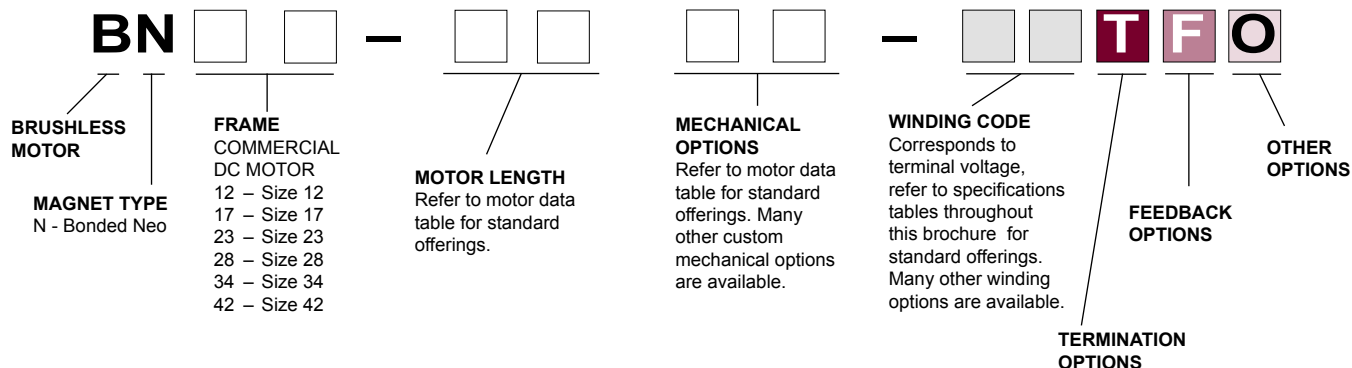 BN – – TFO
BRUSHLESS
MOTOR
MAGNET TYPE
N - Bonded Neo
FRAME
COMMERCIAL
DC MOTOR
12 – Size 12
17 – Size 17
23 – Size 23
28 – Size 28
34 – Size 34
42 – Size 42
MOTOR LENGTH
Refer to motor data
table for standard
offerings.
MECHANICAL
OPTIONS
Refer to motor data
table for standard
offerings. Many
other custom
mechanical options
are available.
WINDING CODE
Corresponds to
terminal voltage,
refer to specifications
tables throughout
this brochure for
standard offerings.
Many other winding
options are available.
TERMINATION
OPTIONS
FEEDBACK
OPTIONS
OTHER
OPTIONS